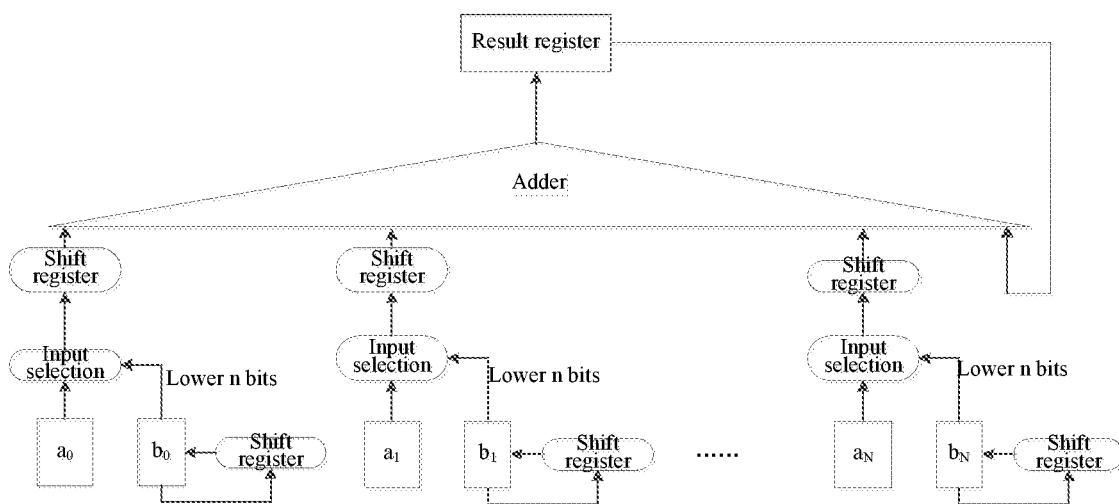 Result register
Adder
Shift
register
Shift
register
Shift
register
Input
selection
Input
selection
Input
selection
Lower n bits
Lower n bits
Lower n bits
a0
b0
Shift
register
a1
b1
Shift
register
......
aN
bN
Shift
register